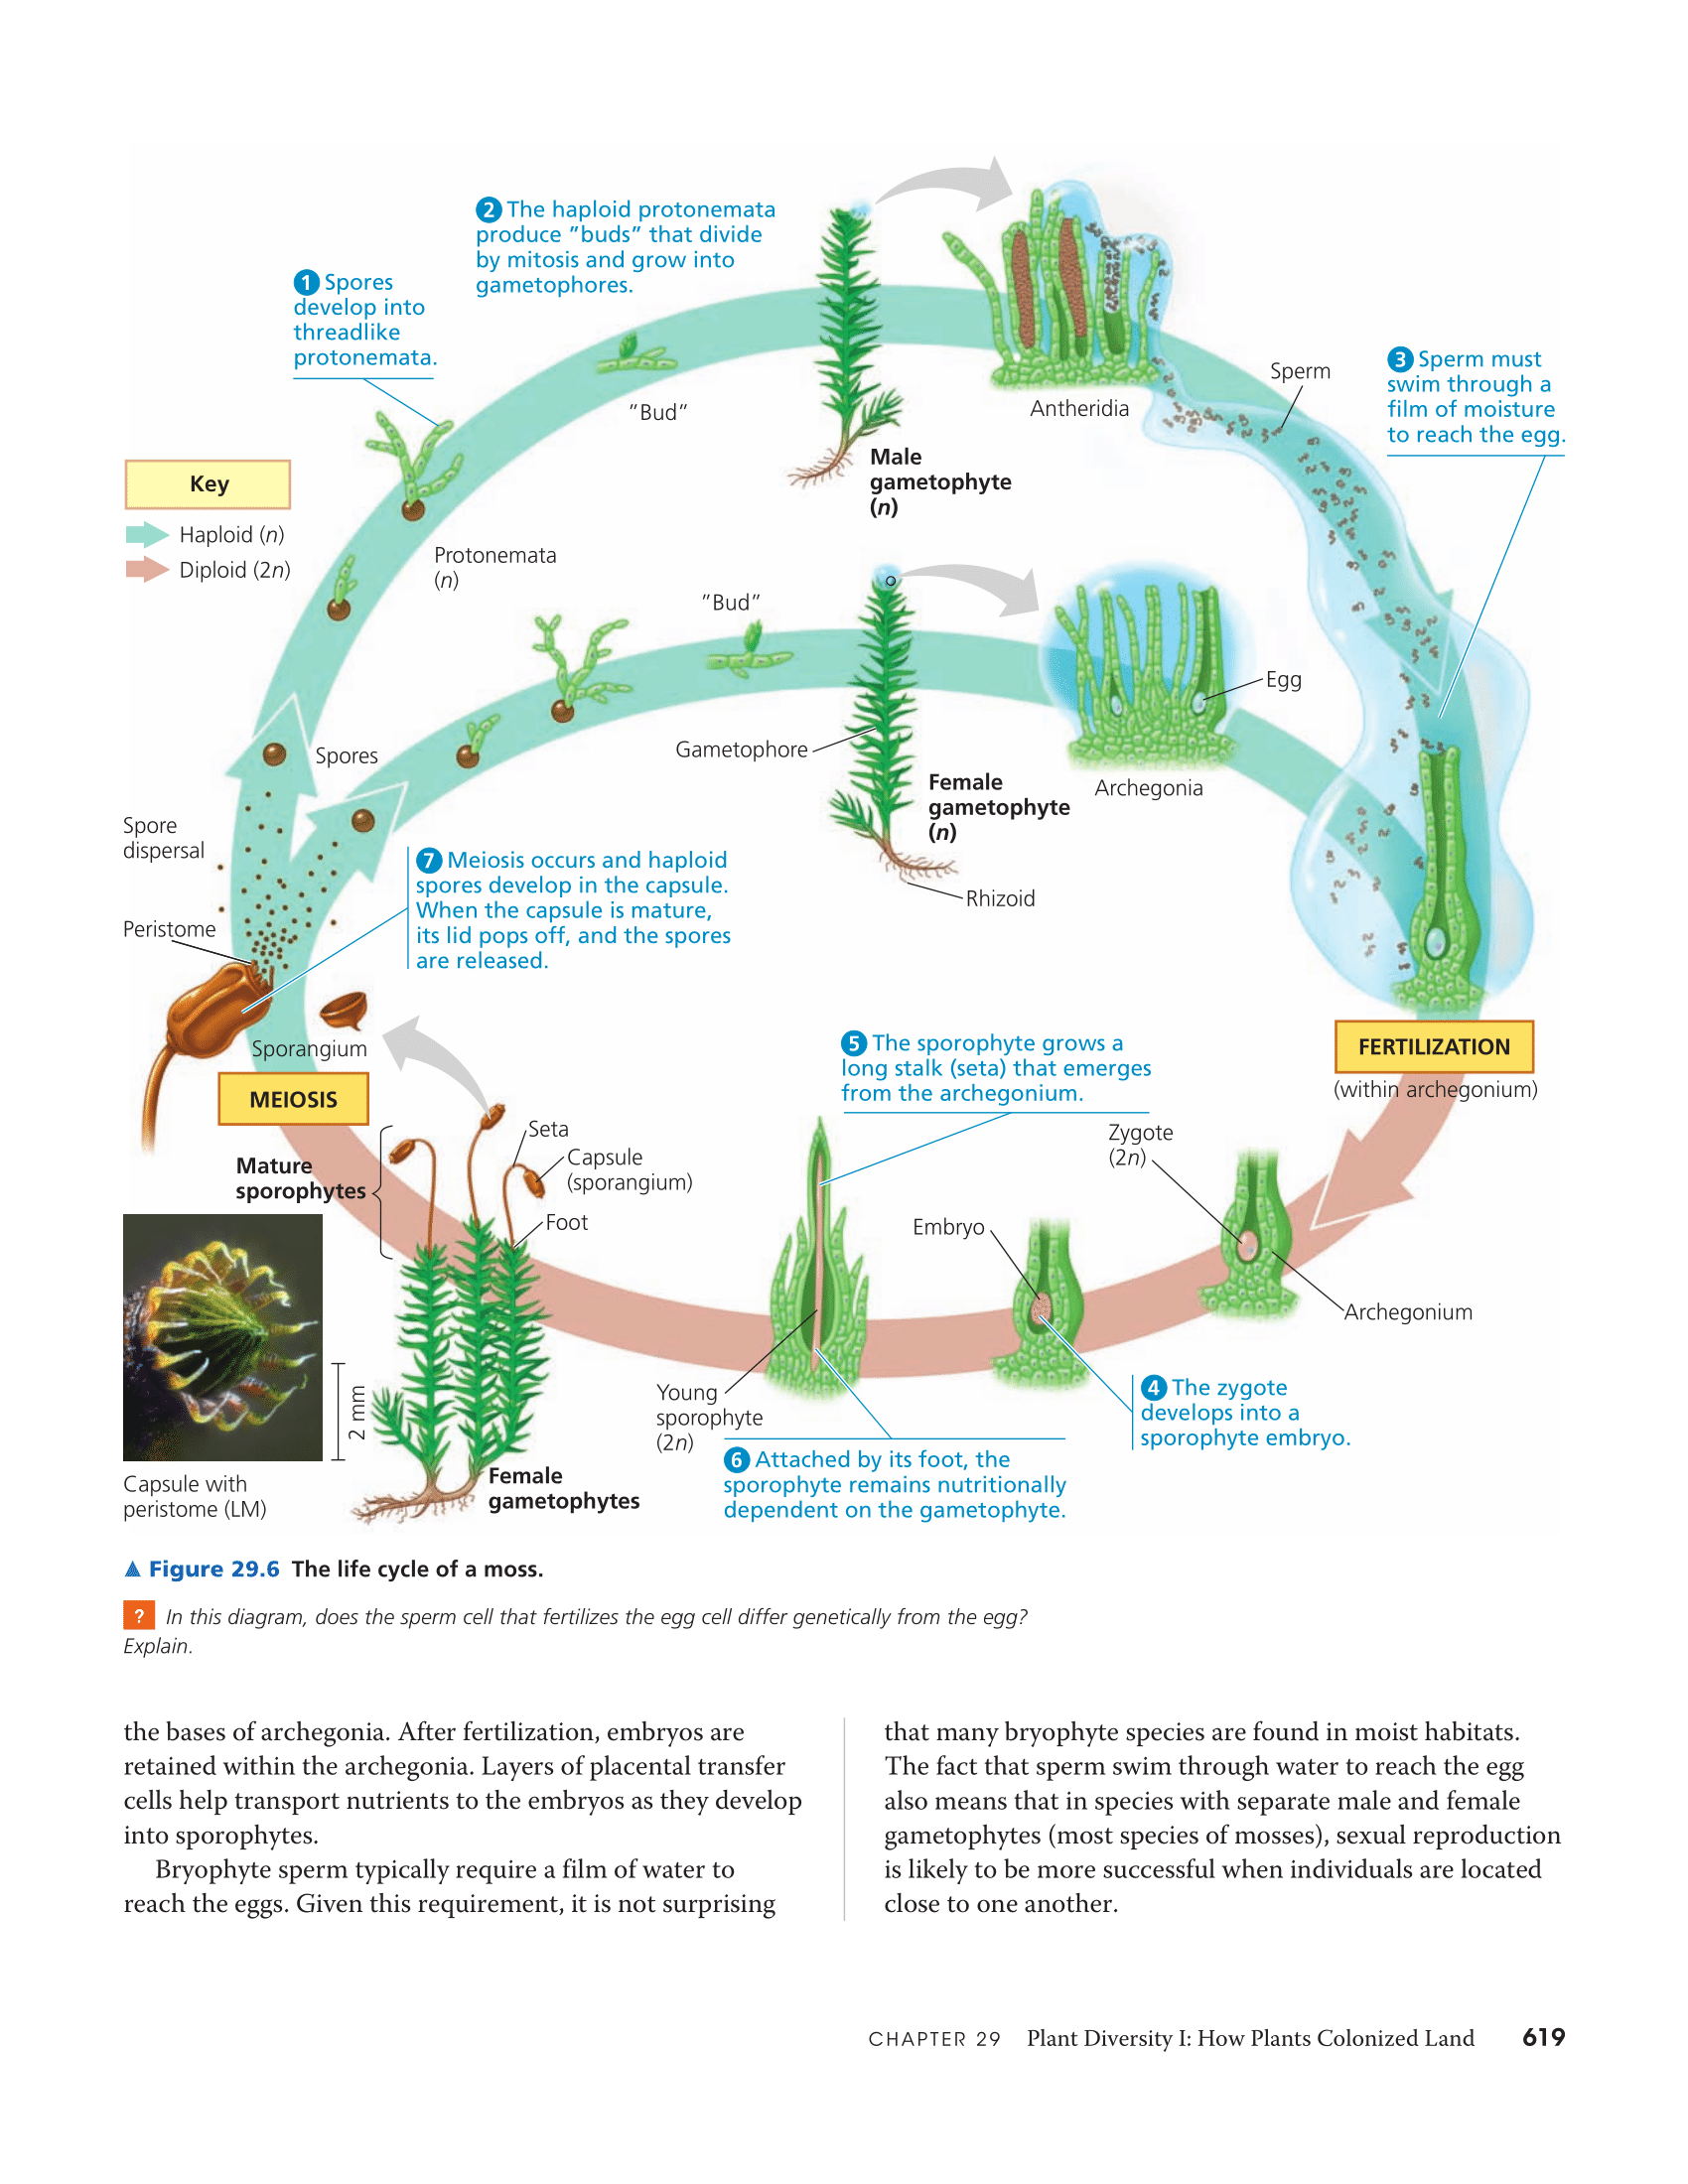 2 The haploid protonemata
produce ”buds” that divide
by mitosis and grow into
gametophores.
1 Spores
develop into
threadlike
protonemata.
3 Sperm must
swim through a
film of moisture
to reach the egg.
Sperm
”Bud”
Antheridia
Male
gametophyte
(n)
Key
Haploid (n)
Diploid (2n)
Protonemata
(n)
”Bud”
Egg
Gametophore
Spores
Female
gametophyte
(n)
Archegonia
Spore
dispersal
7 Meiosis occurs and haploid
spores develop in the capsule.
When the capsule is mature,
its lid pops off, and the spores
are released.
Rhizoid
Peristome
Sporangium
MEIOSIS
5 The sporophyte grows a
long stalk (seta) that emerges
from the archegonium.
FERTILIZATION
(within archegonium)
Zygote
(2n)
Seta
Capsule
(sporangium)
Mature
sporophytes
Foot
Embryo
Archegonium
2 mm
Young
sporophyte
(2n)
4 The zygote
develops into a
sporophyte embryo.
6 Attached by its foot, the
sporophyte remains nutritionally
dependent on the gametophyte.
Capsule with
peristome (LM)
Female
gametophytes
▲ Figure 29.6 The life cycle of a moss.
? In this diagram, does the sperm cell that fertilizes the egg cell differ genetically from the egg?
Explain.
the bases of archegonia. After fertilization, embryos are
retained within the archegonia. Layers of placental transfer
cells help transport nutrients to the embryos as they develop
into sporophytes.
Bryophyte sperm typically require a film of water to
reach the eggs. Given this requirement, it is not surprising
that many bryophyte species are found in moist habitats.
The fact that sperm swim through water to reach the egg
also means that in species with separate male and female
gametophytes (most species of mosses), sexual reproduction
is likely to be more successful when individuals are located
close to one another.
CHAPTER 29 Plant Diversity I: How Plants Colonized Land 619